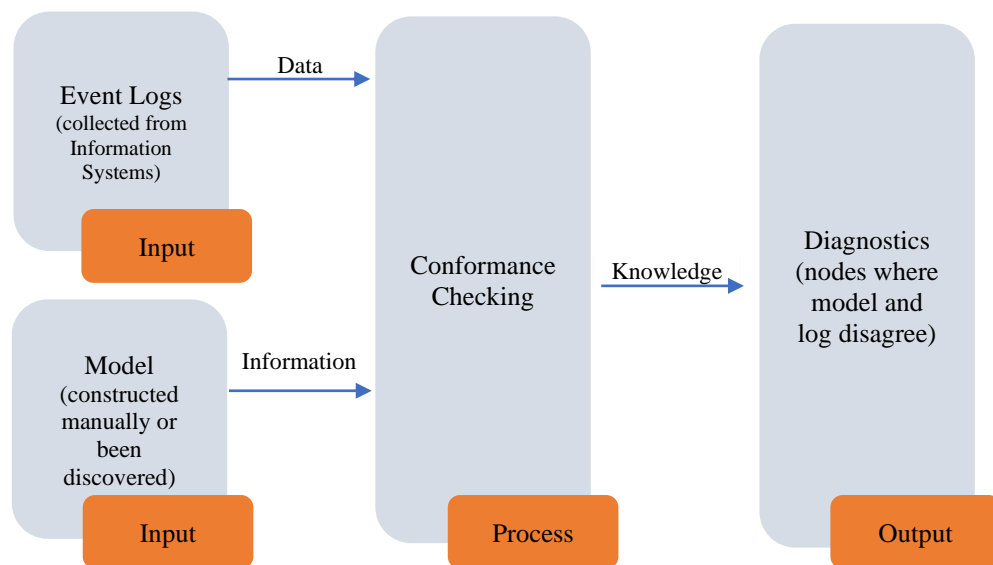 Event Logs
(collected from
Information
Systems)
Input
Data
Model
(constructed
manually or
been
discovered)
Input
Information
Conformance
Checking
Process
Knowledge
Diagnostics
(nodes where
model and
log disagree)
Output